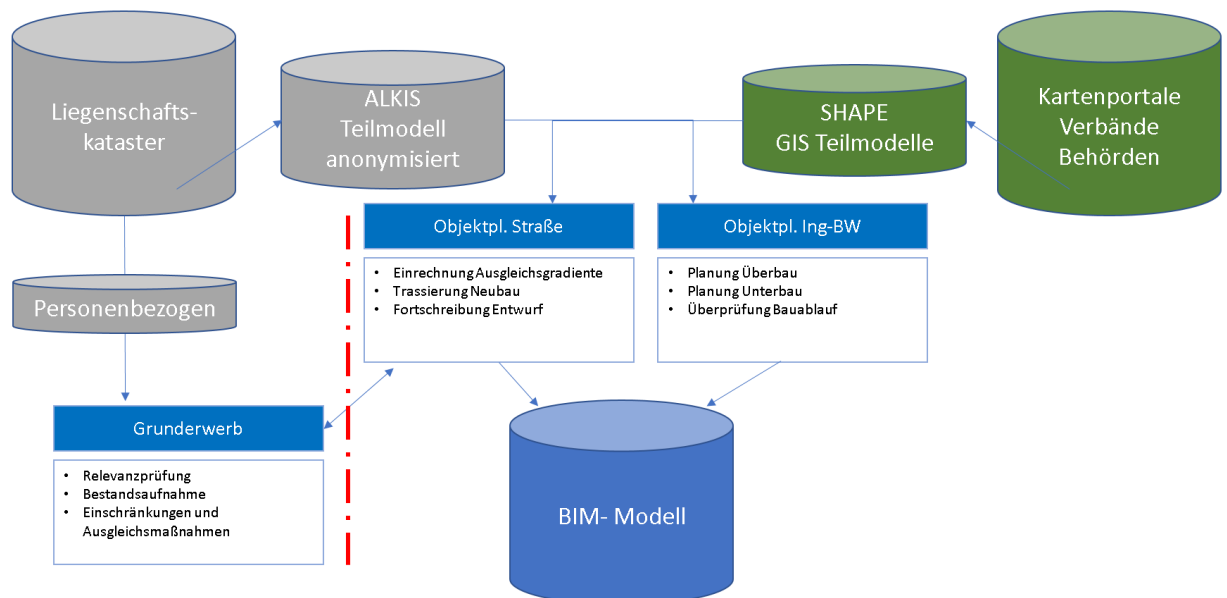 Liegenschafts-
kataster
ALKIS
Teilmodell
anonymisiert
SHAPE
GIS Teilmodelle
Kartenportale
Verbände
Behörden
Personenbezogen
Objektpl. Straße
• Einrechnung Ausgleichsgradiente
• Trassierung Neubau
• Fortschreibung Entwurf
Objektpl. Ing-BW
• Planung Überbau
• Planung Unterbau
• Überprüfung Bauablauf
Grunderwerb
• Relevanzprüfung
• Bestandsaufnahme
• Einschränkungen und
Ausgleichsmaßnahmen
BIM- Modell